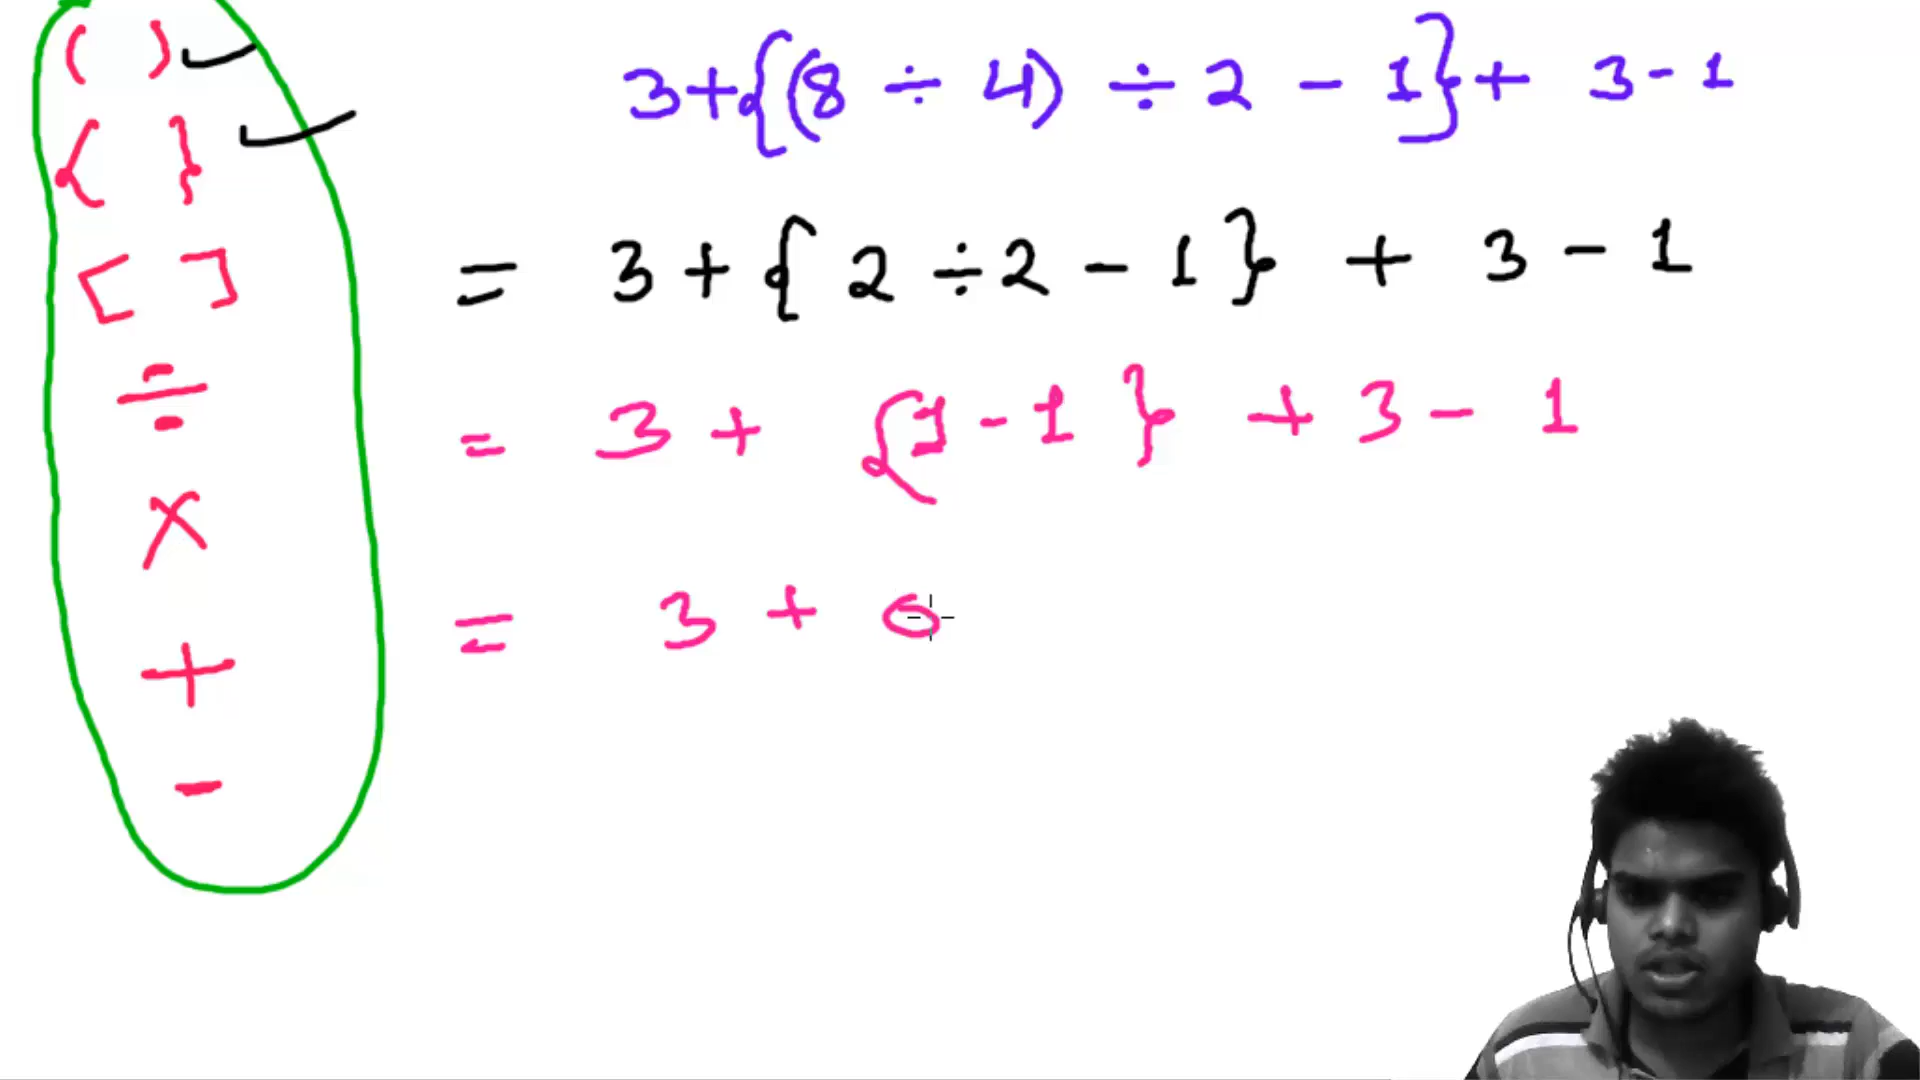 ( )
{ }
[ ]
÷
×
+
-
3+{(8 ÷ 4) ÷ 2 - 1}+ 3-1
= 3+{ 2 ÷2 - 1} + 3 - 1
= 3 + {1 - 1 } + 3 - 1
= 3 + 0